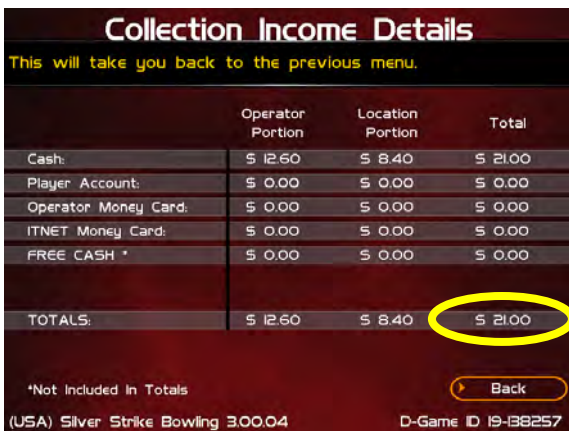 Collection Income Details
This will take you back to the previous menu.
Operator Portion Location Portion Total
Cash: $ 12.60 $ 8.40 $ 21.00
Player Account: $ 0.00 $ 0.00 $ 0.00
Operator Money Card: $ 0.00 $ 0.00 $ 0.00
ITNET Money Card: $ 0.00 $ 0.00 $ 0.00
FREE CASH * $ 0.00 $ 0.00 $ 0.00
TOTALS: $ 12.60 $ 8.40 $ 21.00
*Not Included In Totals
Back
(USA) Silver Strike Bowling 3.00.04 D-Game ID 19-138257